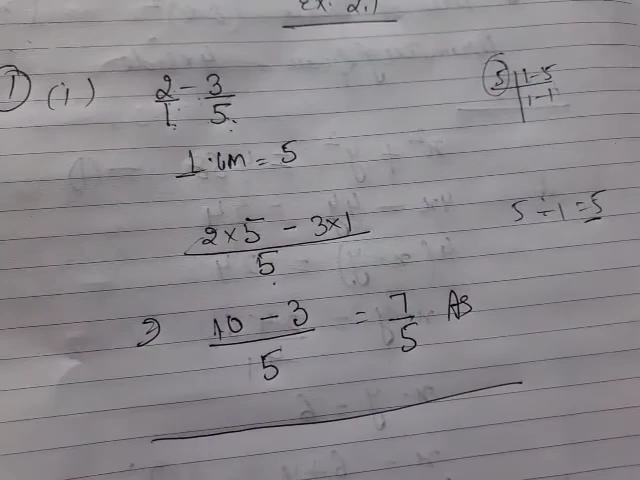 Ex. 2.1
① (i) 2/1 - 3/5
5 | 1-5
| 1-1
L.C.M = 5
(2×5 - 3×1)/5
5 ÷ 1 = 5
⇒ (10 - 3)/5 = 7/5 As